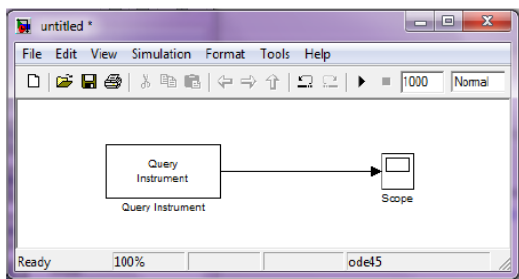 untitled *
File Edit View Simulation Format Tools Help
1000 Normal
Query
Instrument
Query Instrument
Scope
Ready 100% ode45